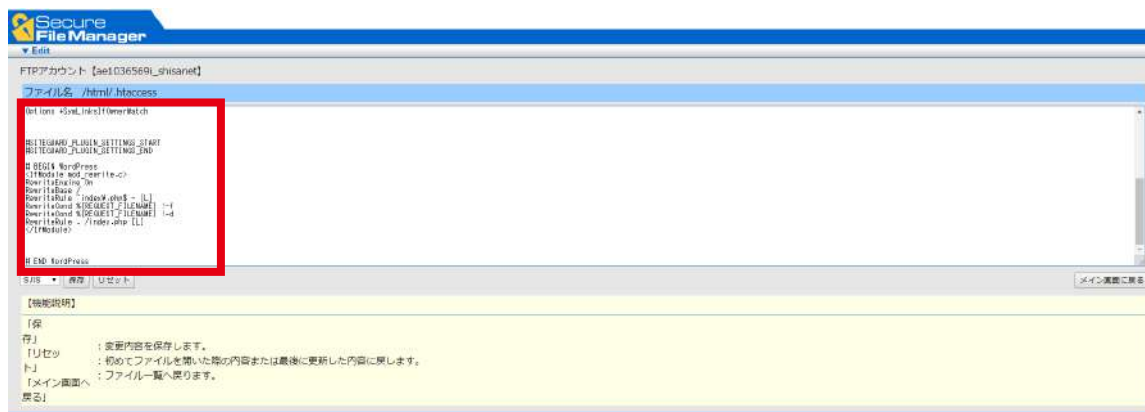 Secure
FileManager
▼ Edit
FTPアカウント【ae1036569i_shisanet】
ファイル名 /html/.htaccess
Options +SymLinksIfOwnerMatch
#SITEGUARD_PLUGIN_SETTINGS_START
#SITEGUARD_PLUGIN_SETTINGS_END
# BEGIN WordPress
<IfModule mod_rewrite.c>
RewriteEngine On
RewriteBase /
RewriteRule ^index¥.php$ - [L]
RewriteCond %{REQUEST_FILENAME} !-f
RewriteCond %{REQUEST_FILENAME} !-d
RewriteRule . /index.php [L]
</IfModule>
# END WordPress
SJIS 保存 リセット メイン画面に戻る
【機能説明】
「保
存」
：変更内容を保存します。
「リセッ
ト」
：初めてファイルを開いた際の内容または最後に更新した内容に戻します。
「メイン画面へ
戻る」
：ファイル一覧へ戻ります。